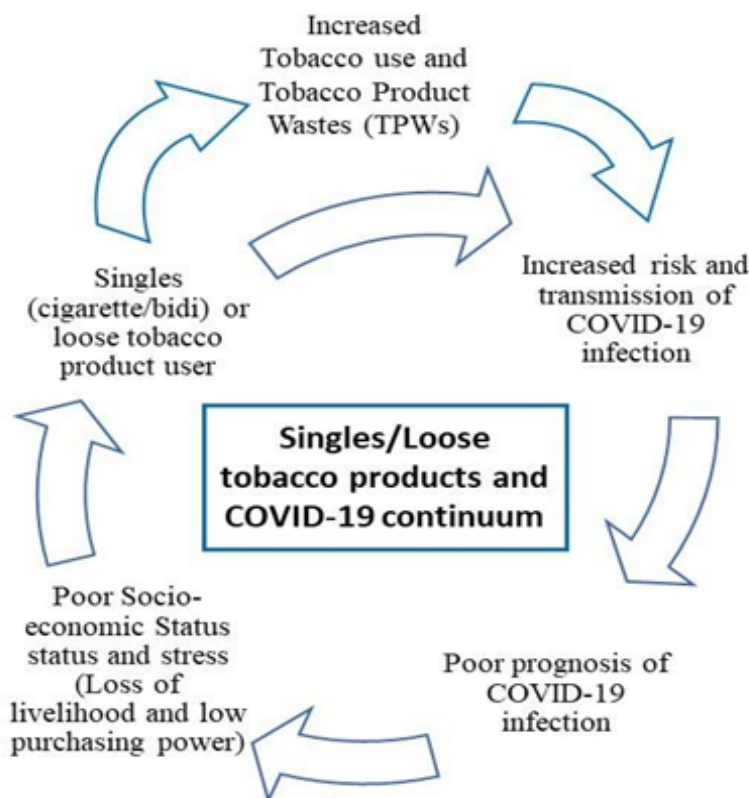 Increased
Tobacco use and
Tobacco Product
Wastes (TPWs)
Increased risk and
transmission of
COVID-19
infection
Poor prognosis of
COVID-19
infection
Poor Socio-
economic Status
status and stress
(Loss of
livelihood and low
purchasing power)
Singles
(cigarette/bidi) or
loose tobacco
product user
Singles/Loose
tobacco products and
COVID-19 continuum